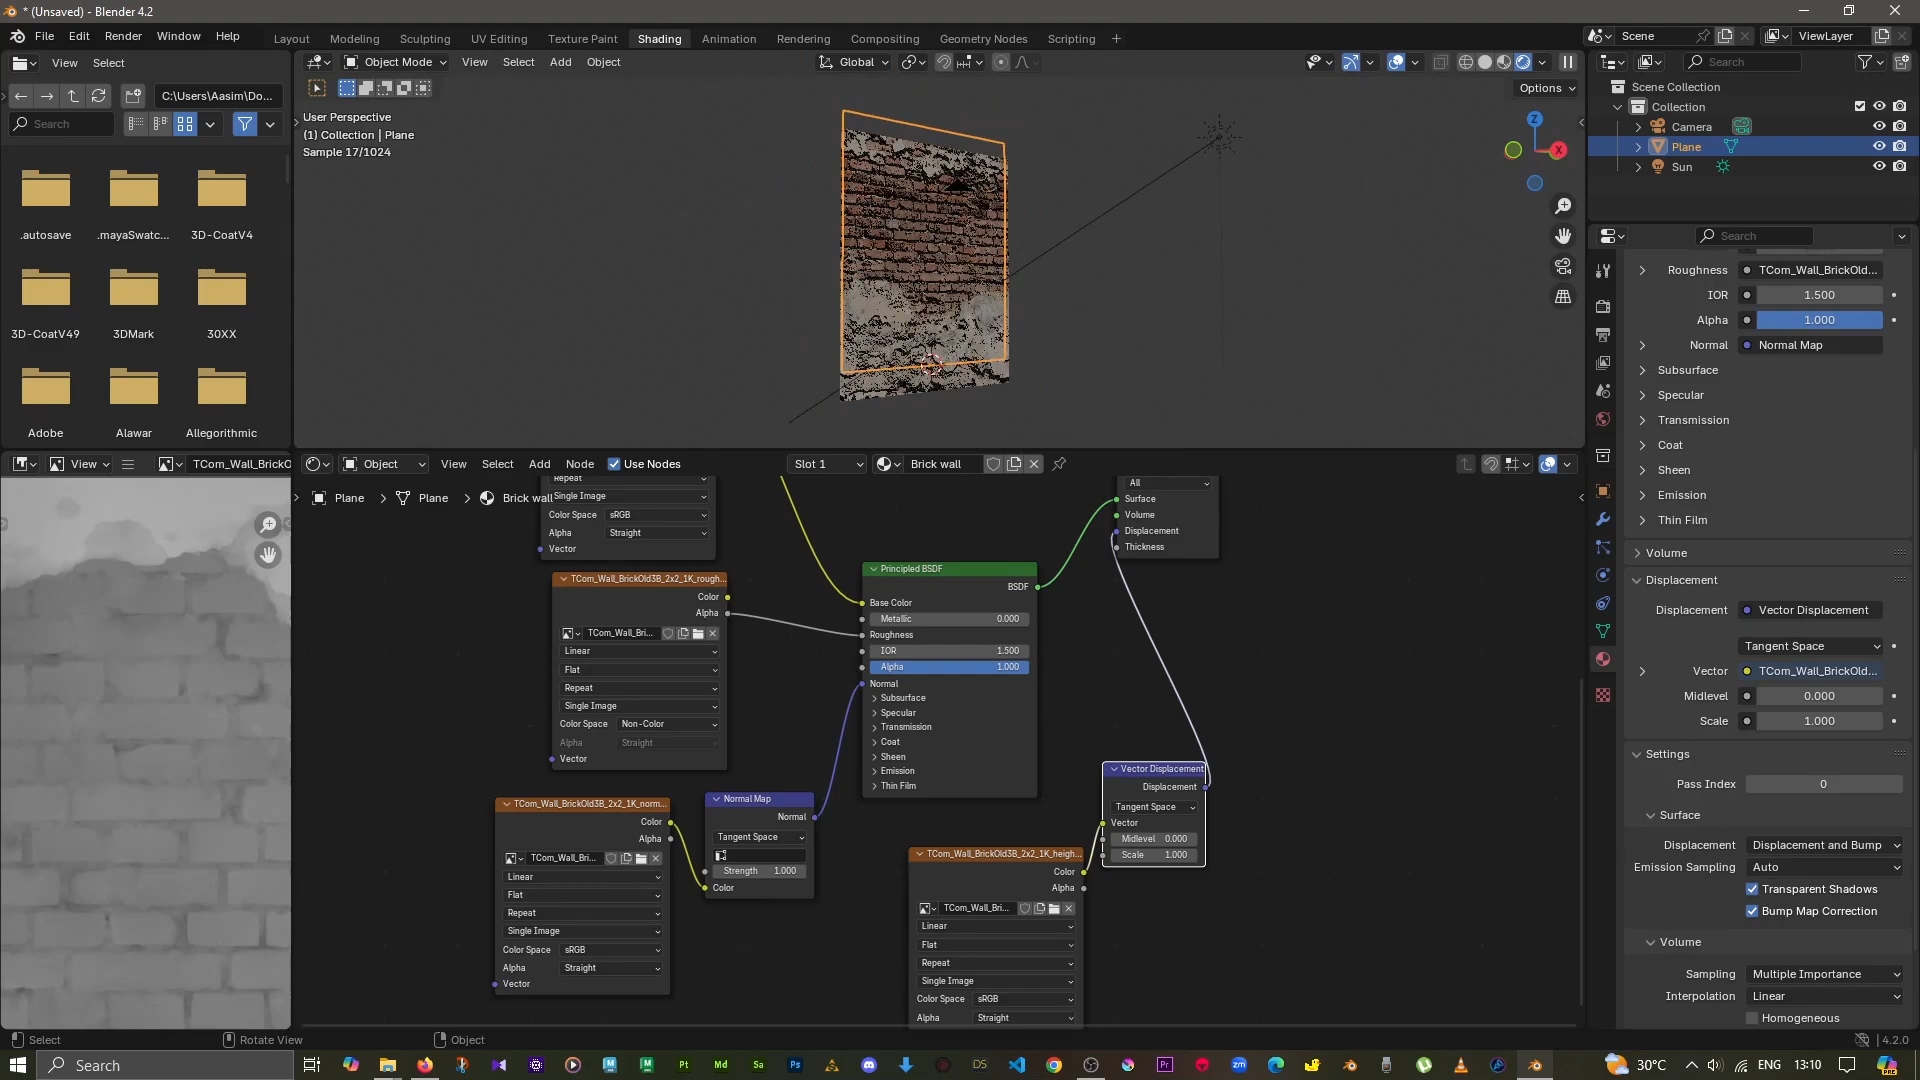 * (Unsaved) - Blender 4.2
File Edit Render Window Help
Layout Modeling Sculpting UV Editing Texture Paint Shading Animation Rendering Compositing Geometry Nodes Scripting +
Scene
ViewLayer
View Select
C:\Users\Aasim\Do...
Search
.autosave .mayaSwatc... 3D-CoatV4
3D-CoatV49 3DMark 30XX
Adobe Alawar Allegorithmic
Object Mode View Select Add Object
Global
Options
User Perspective
(1) Collection | Plane
Sample 17/1024
Z
X
Search
Scene Collection
Collection
Camera
Plane
Sun
Search
Roughness TCom_Wall_BrickOld...
IOR 1.500
Alpha 1.000
Normal Normal Map
Subsurface
Specular
Transmission
Coat
Sheen
Emission
Thin Film
Volume
Displacement
Displacement Vector Displacement
Tangent Space
Vector TCom_Wall_BrickOld...
Midlevel 0.000
Scale 1.000
Settings
Pass Index 0
Surface
Displacement Displacement and Bump
Emission Sampling Auto
Transparent Shadows
Bump Map Correction
Volume
Sampling Multiple Importance
Interpolation Linear
Homogeneous
View
TCom_Wall_BrickO
Object View Select Add Node Use Nodes
Slot 1
Brick wall
Plane > Plane > Brick wall
Repeat
Single Image
Color Space sRGB
Alpha Straight
Vector
All
Surface
Volume
Displacement
Thickness
TCom_Wall_BrickOld3B_2x2_1K_rough...
Color
Alpha
TCom_Wall_Bri...
Linear
Flat
Repeat
Single Image
Color Space Non-Color
Alpha Straight
Vector
Principled BSDF
BSDF
Base Color
Metallic 0.000
Roughness
IOR 1.500
Alpha 1.000
Normal
Subsurface
Specular
Transmission
Coat
Sheen
Emission
Thin Film
TCom_Wall_BrickOld3B_2x2_1K_norm...
Color
Alpha
TCom_Wall_Bri...
Linear
Flat
Repeat
Single Image
Color Space sRGB
Alpha Straight
Vector
Normal Map
Normal
Tangent Space
Strength 1.000
Color
Vector Displacement
Displacement
Tangent Space
Vector
Midlevel 0.000
Scale 1.000
TCom_Wall_BrickOld3B_2x2_1K_heigh...
Color
Alpha
TCom_Wall_Bri...
Linear
Flat
Repeat
Single Image
Color Space sRGB
Alpha Straight
Select
Rotate View
Object
4.2.0
Search
Pt Md Sa Ps DS Pr zm
30°C
ENG 13:10